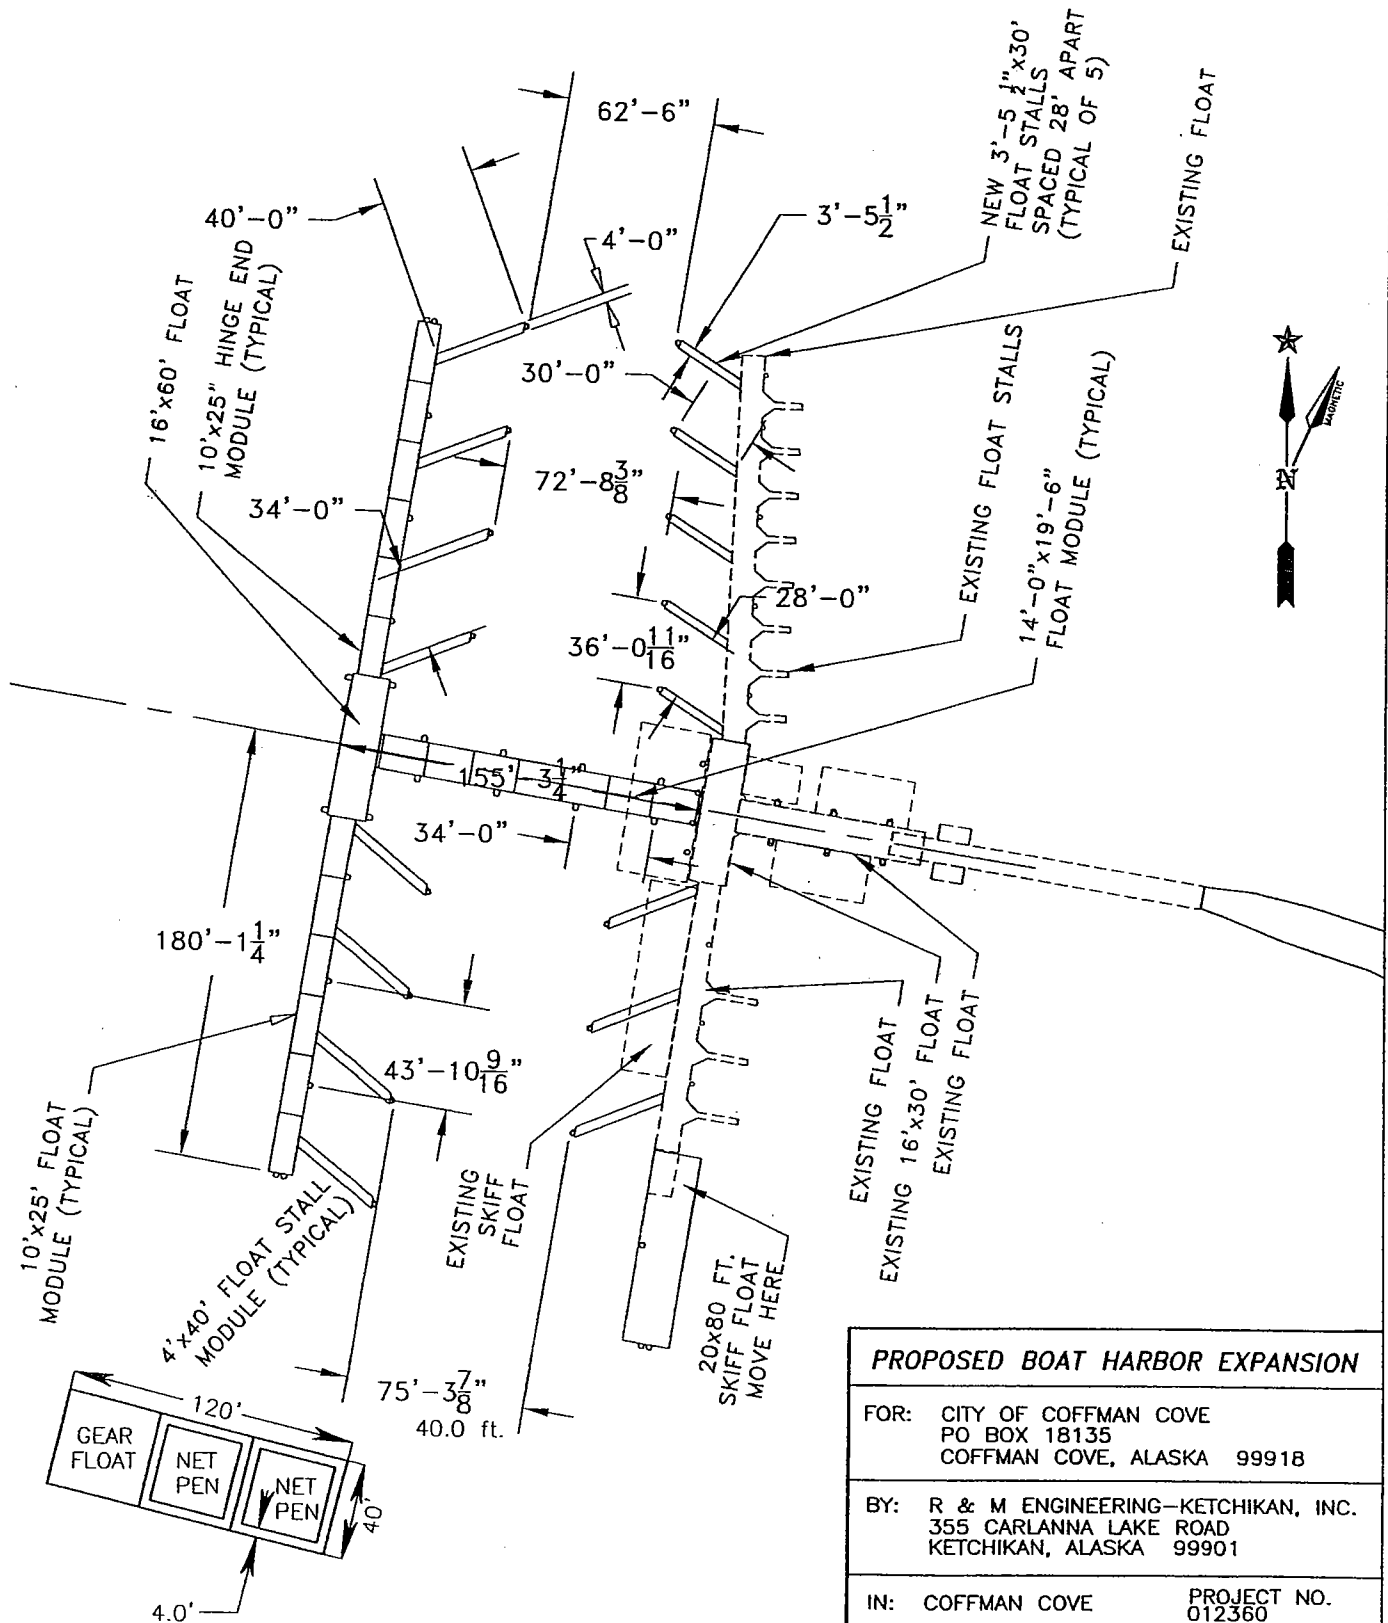 62'-6"
NEW 3'-5 1/2"x30'
FLOAT STALLS
SPACED 28' APART
(TYPICAL OF 5)
EXISTING FLOAT
40'-0"
4'-0"
3'-5 1/2"
16'x60' FLOAT
10'x25" HINGE END
MODULE (TYPICAL)
30'-0"
EXISTING FLOAT STALLS
14'-0"x19'-6"
FLOAT MODULE (TYPICAL)
MAGNETIC
N
34'-0"
72'-8 3/8"
28'-0"
36'-0 11/16"
155'-3 1/4"
34'-0"
180'-1 1/4"
43'-10 9/16"
10'x25' FLOAT
MODULE (TYPICAL)
4'x40' FLOAT STALL
MODULE (TYPICAL)
EXISTING
SKIFF
FLOAT
EXISTING FLOAT
EXISTING 16'x30' FLOAT
EXISTING FLOAT
20x80 FT.
SKIFF FLOAT
MOVE HERE
75'-3 7/8"
40.0 ft.
120'
GEAR
FLOAT
NET
PEN
NET
PEN
40'
4.0'
PROPOSED BOAT HARBOR EXPANSION
FOR: CITY OF COFFMAN COVE
PO BOX 18135
COFFMAN COVE, ALASKA 99918
BY: R & M ENGINEERING-KETCHIKAN, INC.
355 CARLANNA LAKE ROAD
KETCHIKAN, ALASKA 99901
IN: COFFMAN COVE PROJECT NO.
012360